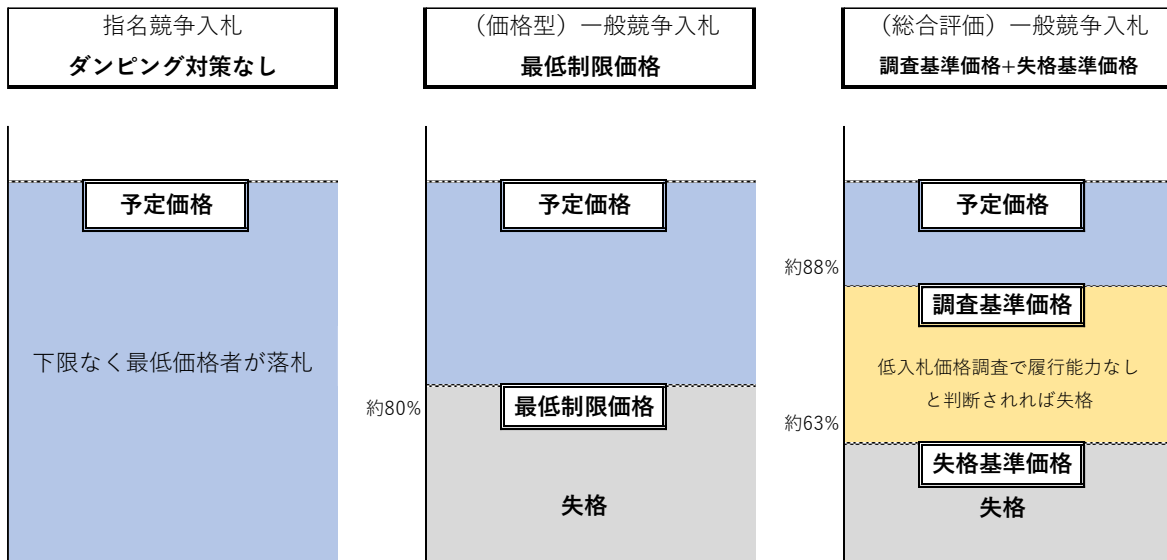 指名競争入札
ダンピング対策なし
予定価格
下限なく最低価格者が落札
（価格型）一般競争入札
最低制限価格
予定価格
約80%
最低制限価格
失格
（総合評価）一般競争入札
調査基準価格+失格基準価格
予定価格
約88%
調査基準価格
低入札価格調査で履行能力なし
と判断されれば失格
約63%
失格基準価格
失格